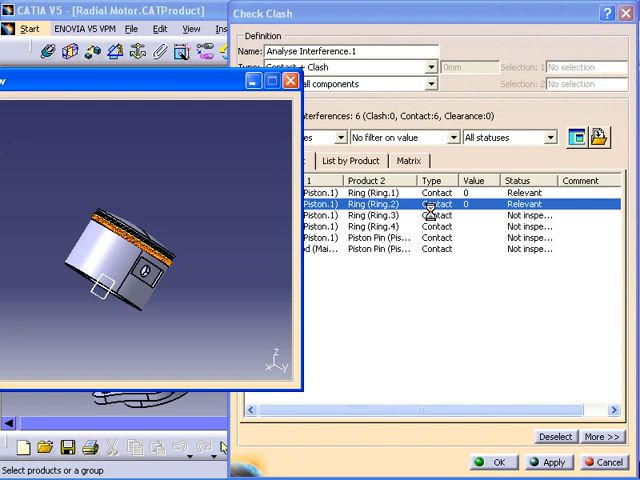 CATIA V5 - [Radial Motor.CATProduct]
Start ENOVIA V5 VPM File Edit View Ins
Check Clash
Definition
Name: Analyse Interference.1
Type: Contact + Clash 0mm Selection: 1 No selection
all components Selection: 2 No selection
w
terferences: 6 (Clash:0, Contact:6, Clearance:0)
es No filter on value All statuses
List by Product Matrix
1 Product 2 Type Value Status Comment
Piston.1) Ring (Ring.1) Contact 0 Relevant
Piston.1) Ring (Ring.2) Contact 0 Relevant
Piston.1) Ring (Ring.3) Contact Not inspe...
Piston.1) Ring (Ring.4) Contact Not inspe...
Piston.1) Piston Pin (Pis... Contact Not inspe...
d (Mai... Piston Pin (Pis... Contact Not inspe...
z
x y
Deselect More >>
OK Apply Cancel
Select products or a group